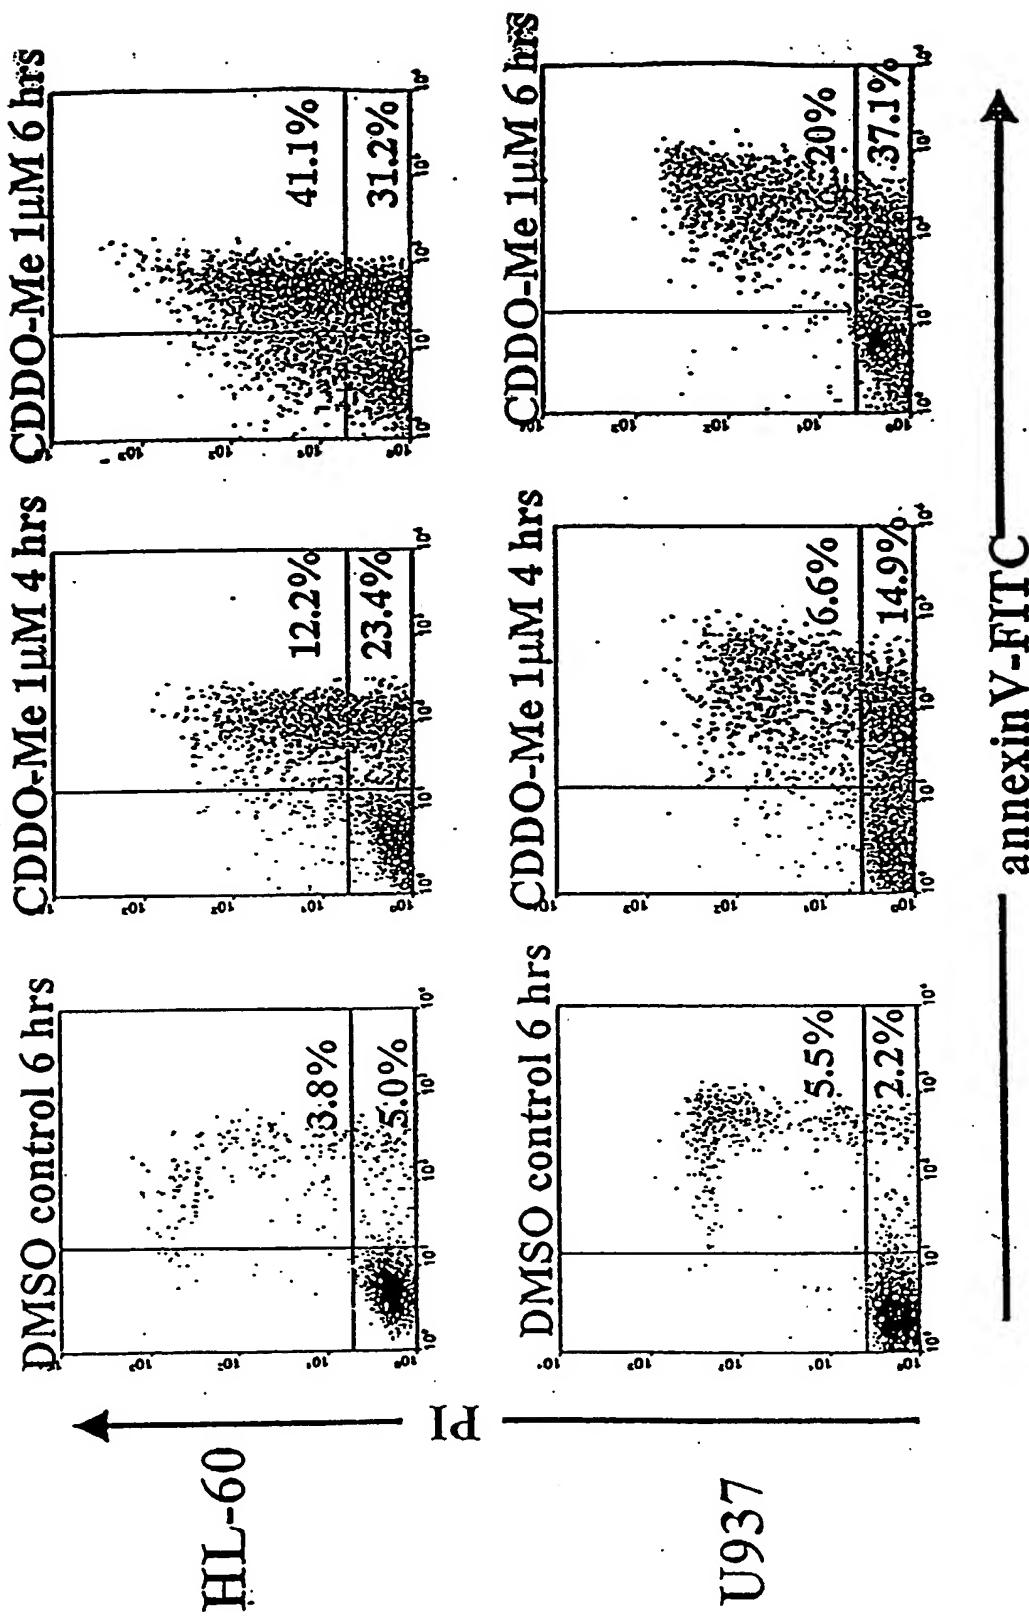 HL-60
U937
PI
DMSO control 6 hrs
3.8%
5.0%
CDDO-Me 1µM 4 hrs
12.2%
23.4%
CDDO-Me 1µM 6 hrs
41.1%
31.2%
DMSO control 6 hrs
5.5%
2.2%
CDDO-Me 1µM 4 hrs
6.6%
14.9%
CDDO-Me 1µM 6 hrs
20%
37.1%
annexin V-FITC